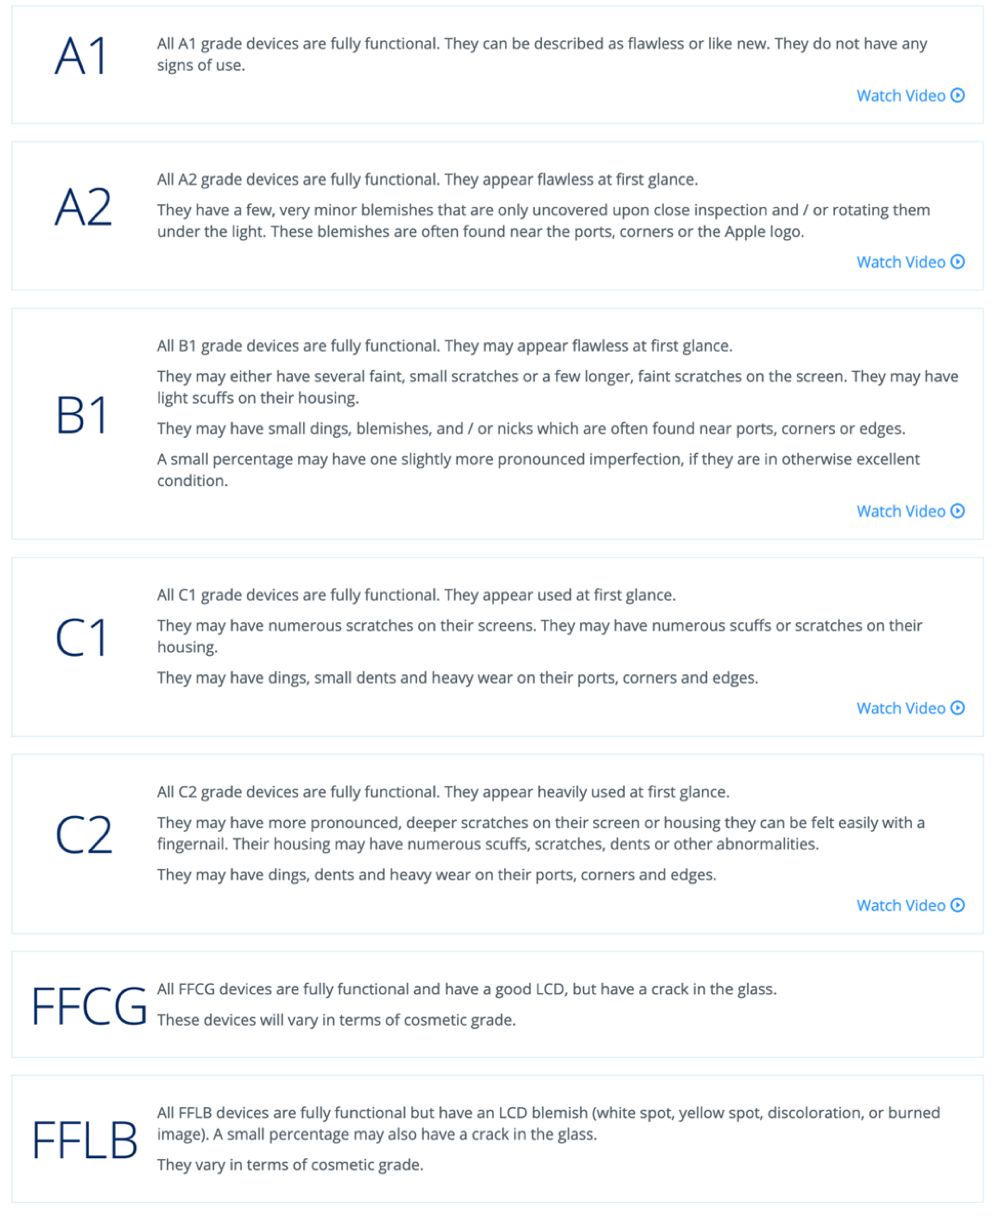 A1
All A1 grade devices are fully functional. They can be described as flawless or like new. They do not have any
signs of use.
Watch Video
A2
All A2 grade devices are fully functional. They appear flawless at first glance.
They have a few, very minor blemishes that are only uncovered upon close inspection and / or rotating them
under the light. These blemishes are often found near the ports, corners or the Apple logo.
Watch Video
B1
All B1 grade devices are fully functional. They may appear flawless at first glance.
They may either have several faint, small scratches or a few longer, faint scratches on the screen. They may have
light scuffs on their housing.
They may have small dings, blemishes, and / or nicks which are often found near ports, corners or edges.
A small percentage may have one slightly more pronounced imperfection, if they are in otherwise excellent
condition.
Watch Video
C1
All C1 grade devices are fully functional. They appear used at first glance.
They may have numerous scratches on their screens. They may have numerous scuffs or scratches on their
housing.
They may have dings, small dents and heavy wear on their ports, corners and edges.
Watch Video
C2
All C2 grade devices are fully functional. They appear heavily used at first glance.
They may have more pronounced, deeper scratches on their screen or housing they can be felt easily with a
fingernail. Their housing may have numerous scuffs, scratches, dents or other abnormalities.
They may have dings, dents and heavy wear on their ports, corners and edges.
Watch Video
FFCG
All FFCG devices are fully functional and have a good LCD, but have a crack in the glass.
These devices will vary in terms of cosmetic grade.
FFLB
All FFLB devices are fully functional but have an LCD blemish (white spot, yellow spot, discoloration, or burned
image). A small percentage may also have a crack in the glass.
They vary in terms of cosmetic grade.